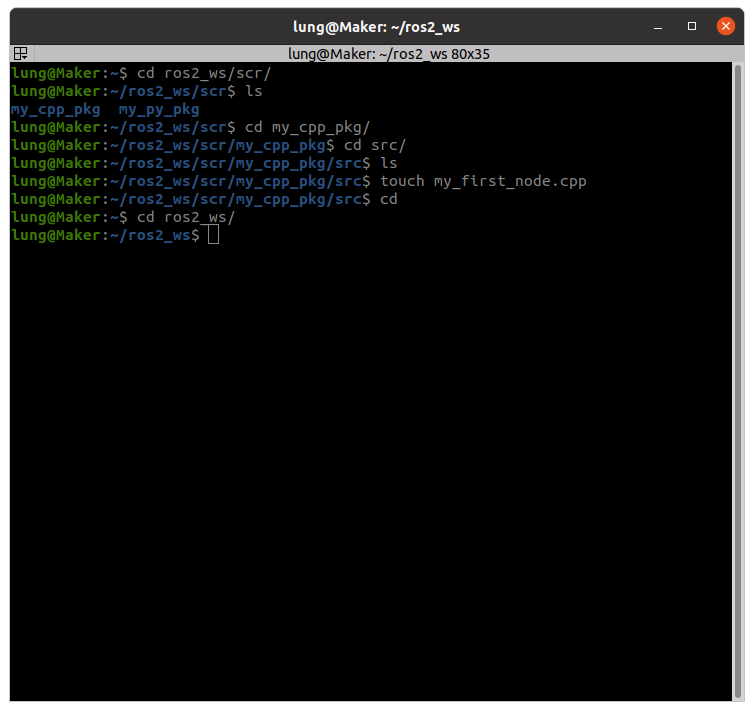 lung@Maker: ~/ros2_ws
lung@Maker: ~/ros2_ws 80x35
lung@Maker:~$ cd ros2_ws/scr/
lung@Maker:~/ros2_ws/scr$ ls
my_cpp_pkg  my_py_pkg
lung@Maker:~/ros2_ws/scr$ cd my_cpp_pkg/
lung@Maker:~/ros2_ws/scr/my_cpp_pkg$ cd src/
lung@Maker:~/ros2_ws/scr/my_cpp_pkg/src$ ls
lung@Maker:~/ros2_ws/scr/my_cpp_pkg/src$ touch my_first_node.cpp
lung@Maker:~/ros2_ws/scr/my_cpp_pkg/src$ cd
lung@Maker:~$ cd ros2_ws/
lung@Maker:~/ros2_ws$